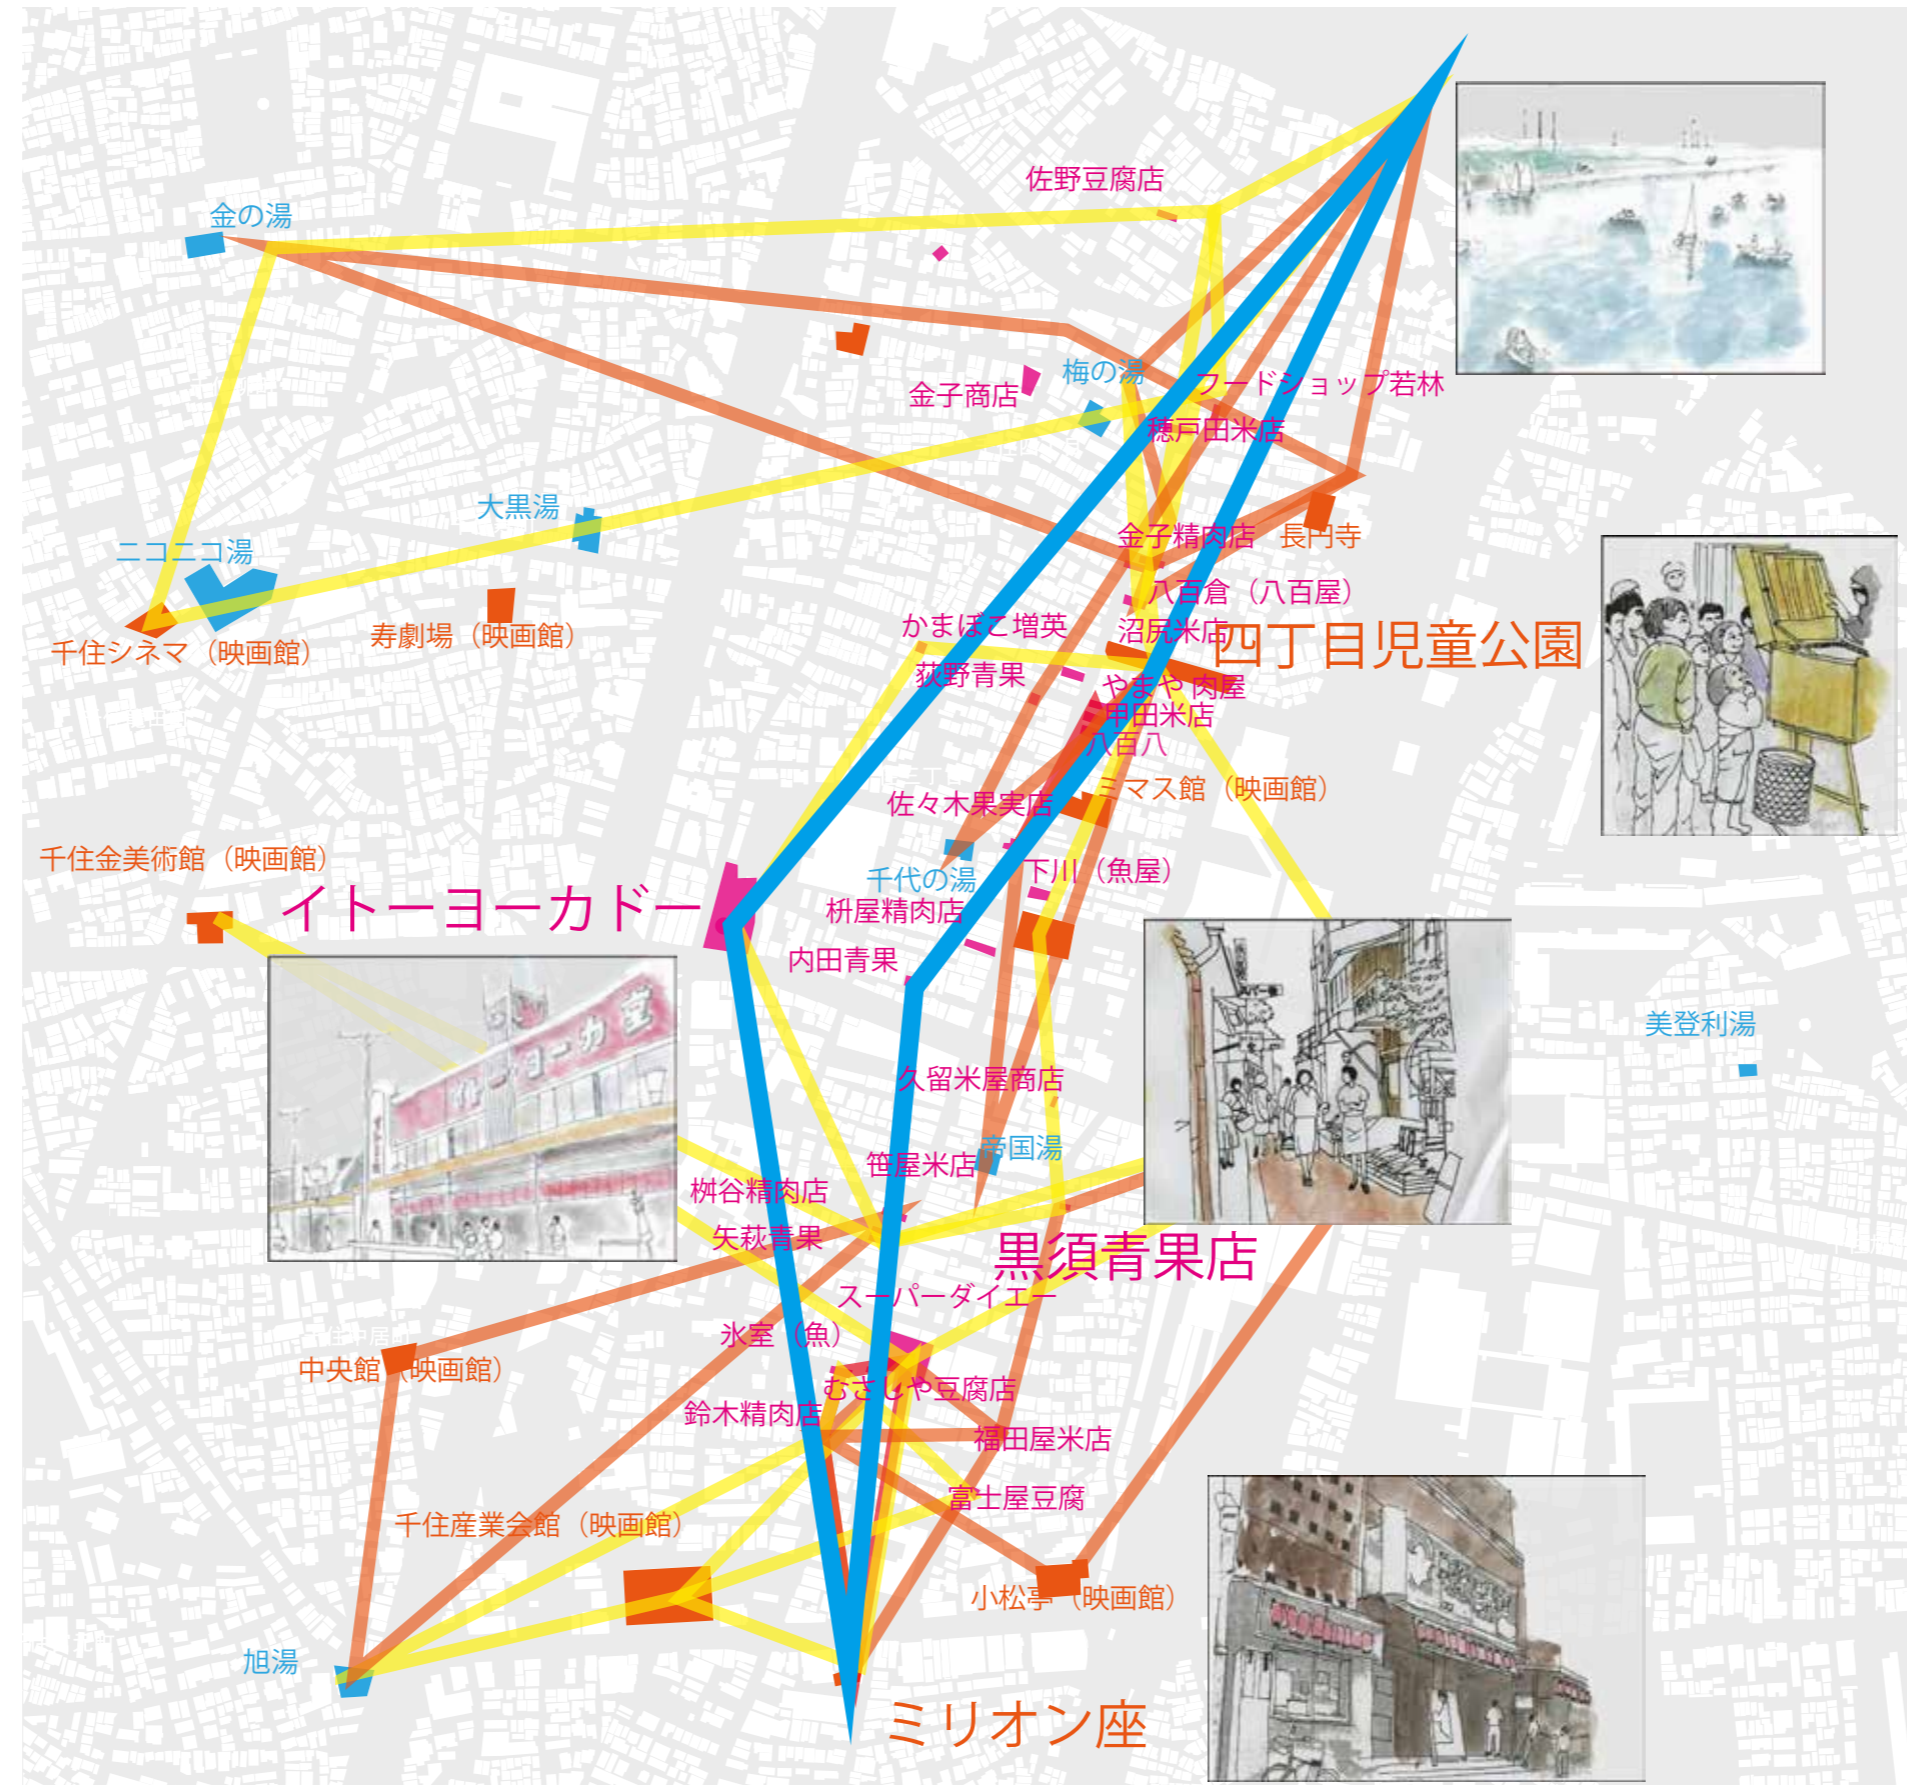 佐野豆腐店
金の湯
梅の湯
フードショップ若林
金子商店
穂戸田米店
大黒湯
金子精肉店
長円寺
ニコニコ湯
八百倉（八百屋）
かまぼこ増英
沼尻米店
四丁目児童公園
寿劇場（映画館）
千住シネマ（映画館）
荻野青果
やまや 肉屋
甲田米店
八百八
ミマス館（映画館）
佐々木果実店
千住金美術館（映画館）
下川（魚屋）
千代の湯
イトーヨーカドー
枡屋精肉店
内田青果
美登利湯
久留米屋商店
帝国湯
笹屋米店
桝谷精肉店
矢萩青果
黒須青果店
スーパーダイエー
氷室（魚）
中央館（映画館）
むさしや豆腐店
鈴木精肉店
福田屋米店
富士屋豆腐
千住産業会館（映画館）
小松亭（映画館）
旭湯
ミリオン座